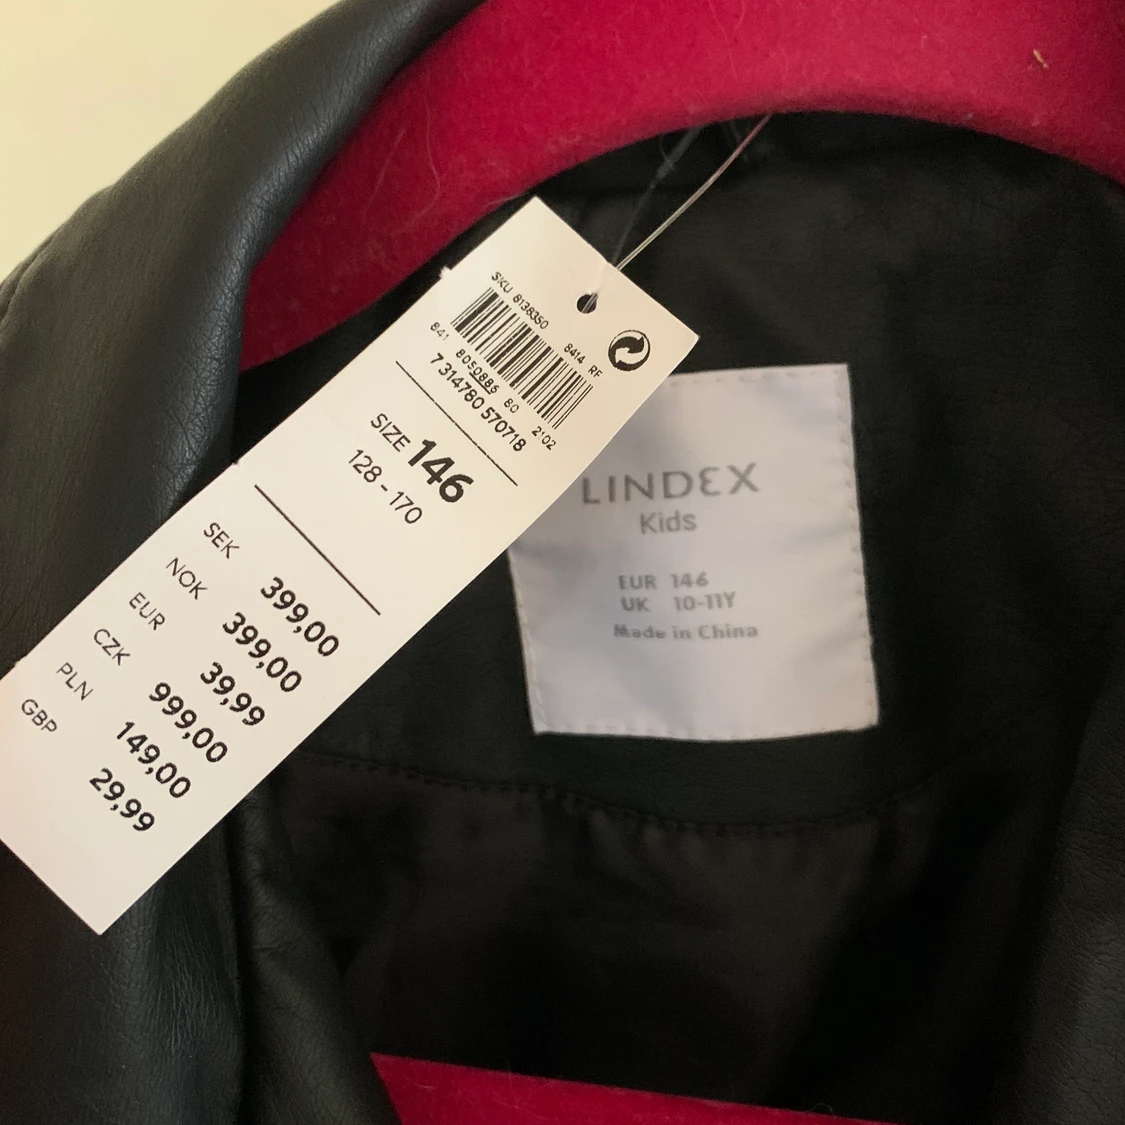 SKU 8138350
8414 RF
841 8050886 80 2'02
7 314780 570718
SIZE 146
128 - 170
SEK 399,00
NOK 399,00
EUR 39,99
CZK 999,00
PLN 149,00
GBP 29,99
LINDEX
Kids
EUR 146
UK 10-11Y
Made in China